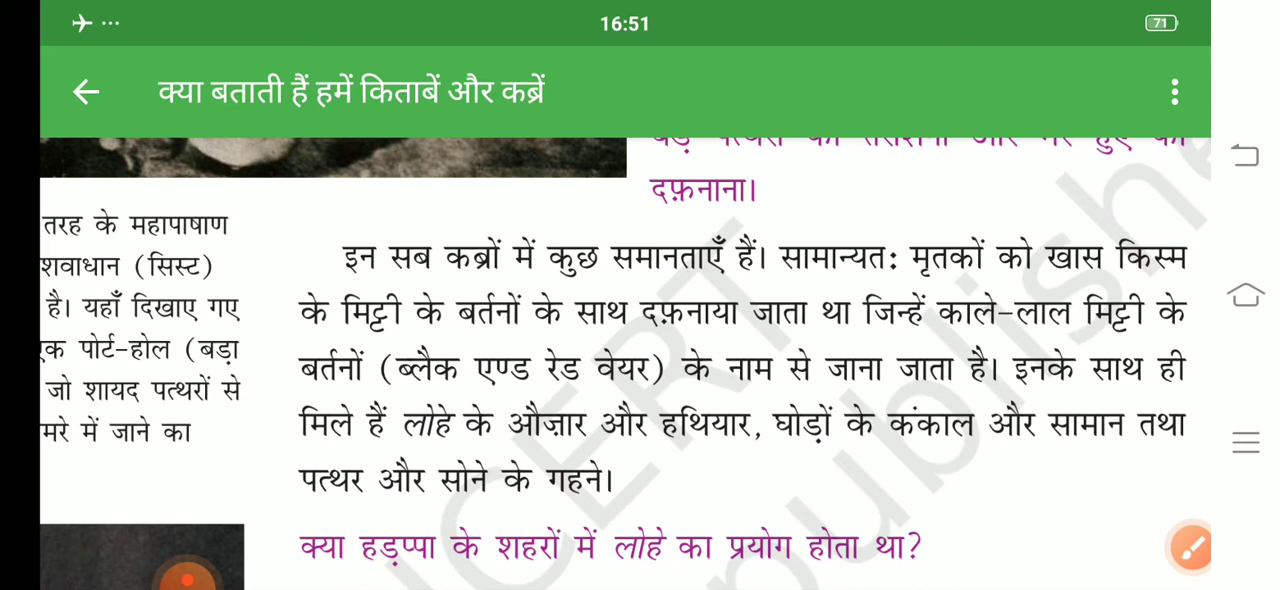 16:51
71
क्या बताती हैं हमें किताबें और कब्रें
दफ़नाना।
तरह के महापाषाण
शवाधान (सिस्ट)
है। यहाँ दिखाए गए
एक पोर्ट-होल (बड़ा
जो शायद पत्थरों से
मरे में जाने का
इन सब कब्रों में कुछ समानताएँ हैं। सामान्यत: मृतकों को खास किस्म
के मिट्टी के बर्तनों के साथ दफ़नाया जाता था जिन्हें काले-लाल मिट्टी के
बर्तनों (ब्लैक एण्ड रेड वेयर) के नाम से जाना जाता है। इनके साथ ही
मिले हैं लोहे के औज़ार और हथियार, घोड़ों के कंकाल और सामान तथा
पत्थर और सोने के गहने।
क्या हड़प्पा के शहरों में लोहे का प्रयोग होता था?